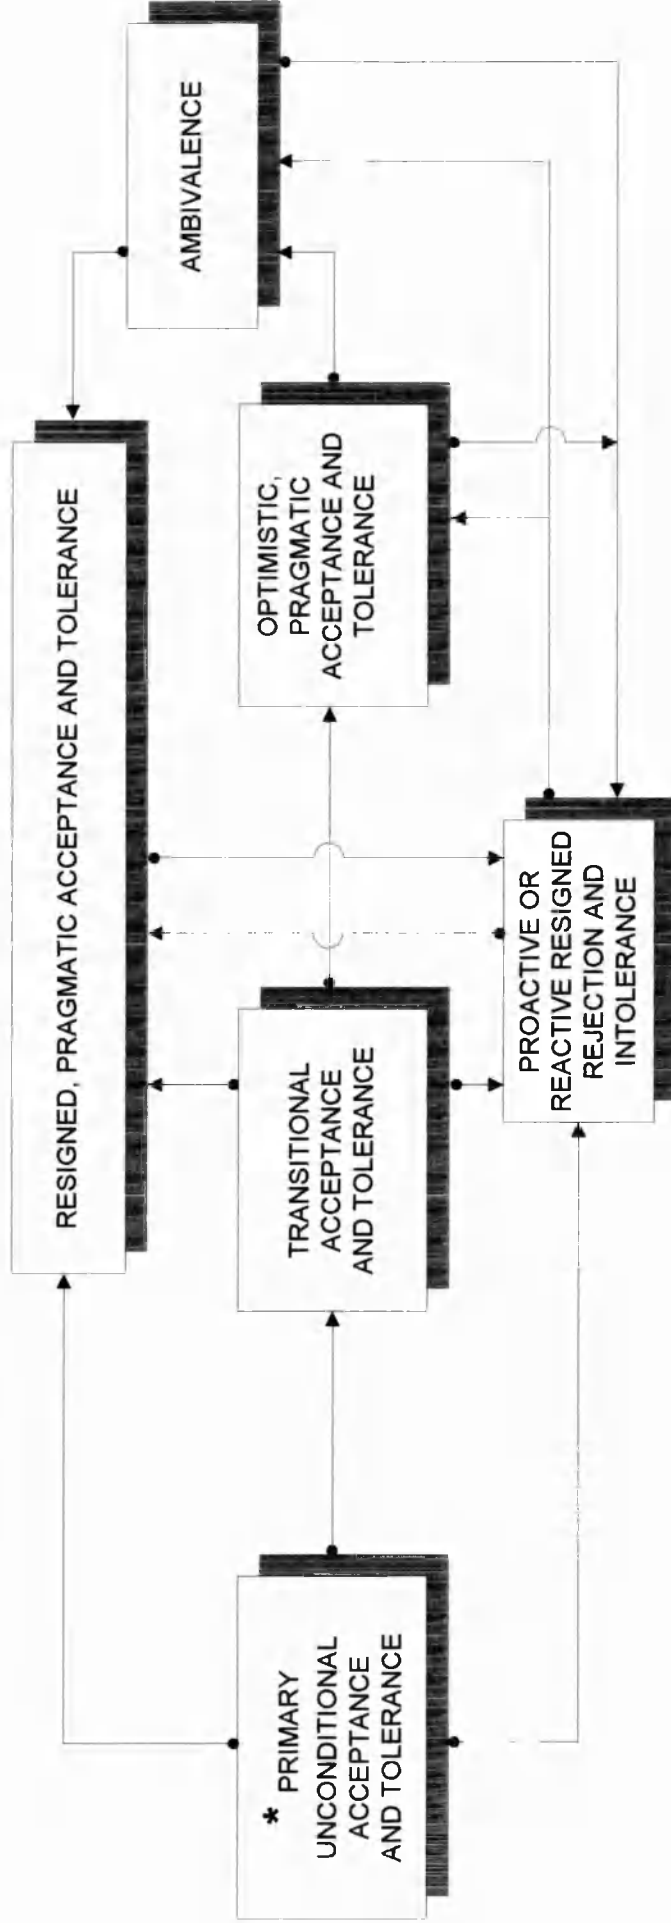 RESIGNED, PRAGMATIC ACCEPTANCE AND TOLERANCE
* PRIMARY
UNCONDITIONAL
ACCEPTANCE
AND TOLERANCE
TRANSITIONAL
ACCEPTANCE
AND TOLERANCE
OPTIMISTIC,
PRAGMATIC
ACCEPTANCE AND
TOLERANCE
AMBIVALENCE
PROACTIVE OR
REACTIVE RESIGNED
REJECTION AND
INTOLERANCE